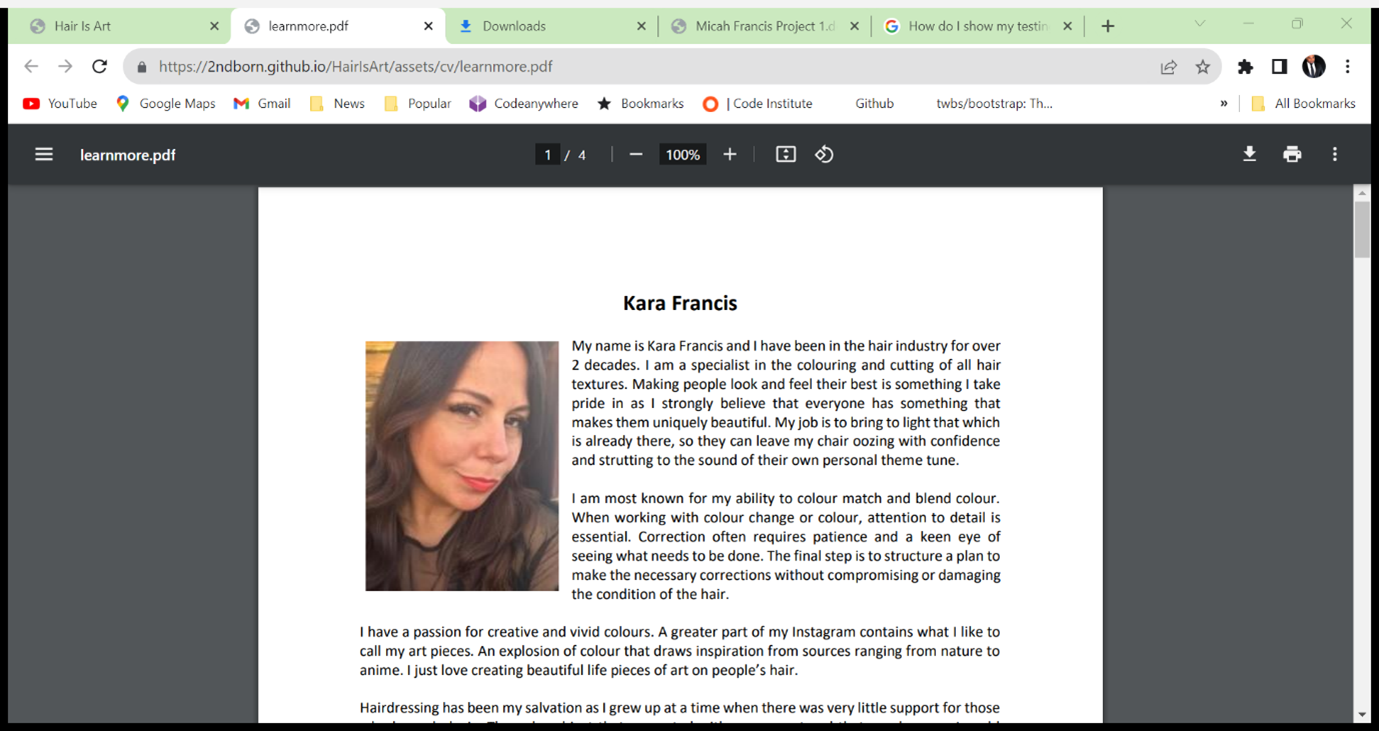 Hair Is Art
learnmore.pdf
Downloads
Micah Francis Project 1.d
How do I show my testin
https://2ndborn.github.io/HairIsArt/assets/cv/learnmore.pdf
YouTube Google Maps Gmail News Popular Codeanywhere Bookmarks | Code Institute Github twbs/bootstrap: Th... » All Bookmarks
learnmore.pdf 1 / 4 100%
Kara Francis
My name is Kara Francis and I have been in the hair industry for over
2 decades. I am a specialist in the colouring and cutting of all hair
textures. Making people look and feel their best is something I take
pride in as I strongly believe that everyone has something that
makes them uniquely beautiful. My job is to bring to light that which
is already there, so they can leave my chair oozing with confidence
and strutting to the sound of their own personal theme tune.
I am most known for my ability to colour match and blend colour.
When working with colour change or colour, attention to detail is
essential. Correction often requires patience and a keen eye of
seeing what needs to be done. The final step is to structure a plan to
make the necessary corrections without compromising or damaging
the condition of the hair.
I have a passion for creative and vivid colours. A greater part of my Instagram contains what I like to
call my art pieces. An explosion of colour that draws inspiration from sources ranging from nature to
anime. I just love creating beautiful life pieces of art on people's hair.
Hairdressing has been my salvation as I grew up at a time when there was very little support for those